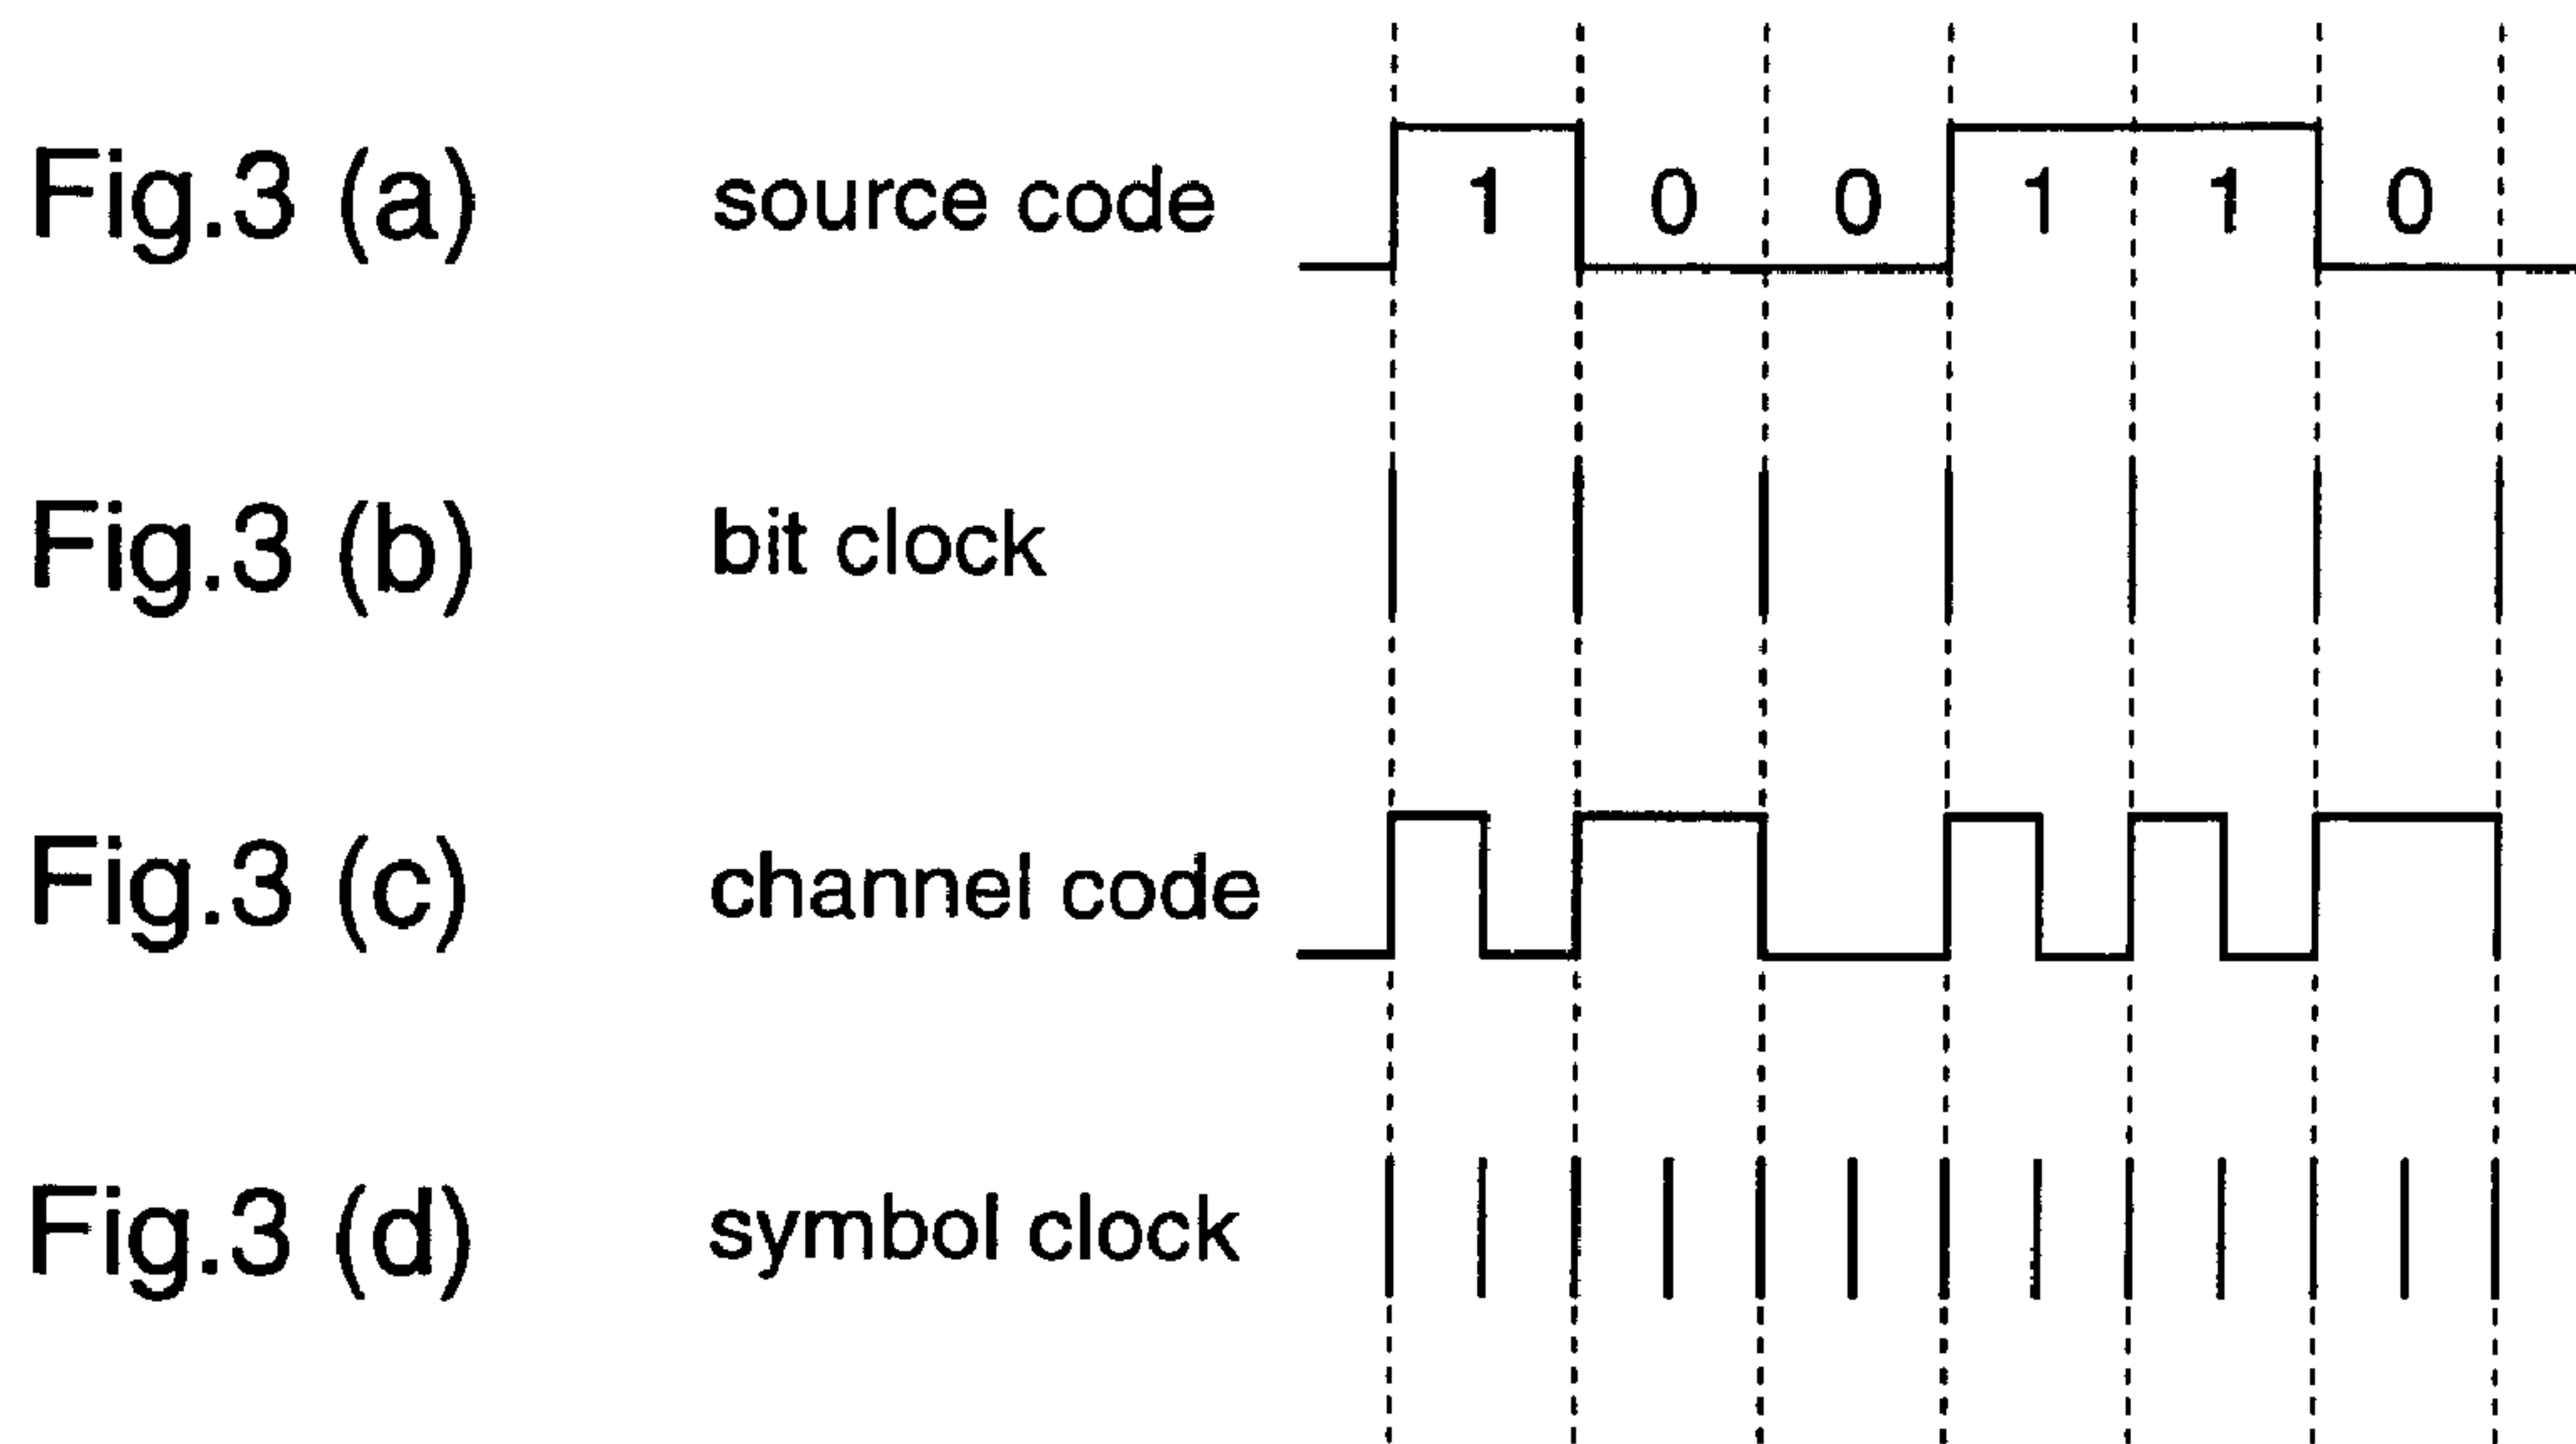 Fig.3 (a) source code 1 0 0 1 1 0
Fig.3 (b) bit clock
Fig.3 (c) channel code
Fig.3 (d) symbol clock